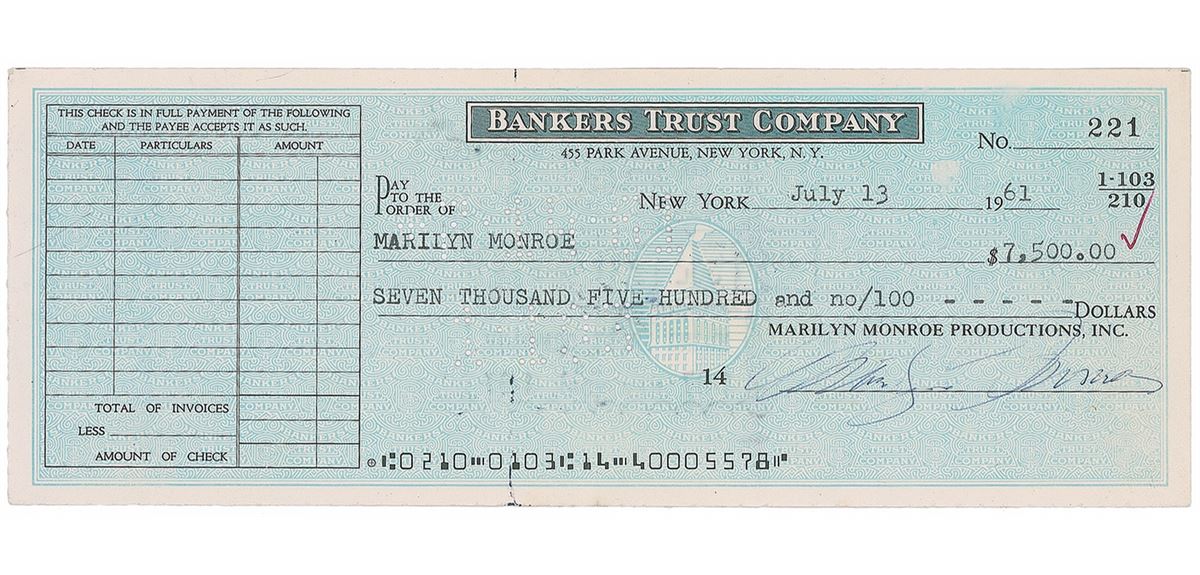 THIS CHECK IS IN FULL PAYMENT OF THE FOLLOWING
AND THE PAYEE ACCEPTS IT AS SUCH.
DATE PARTICULARS AMOUNT
TOTAL OF INVOICES
LESS
AMOUNT OF CHECK
BANKERS TRUST COMPANY
455 PARK AVENUE, NEW YORK, N. Y.
No. 221
PAY TO THE ORDER OF
NEW YORK July 13 1961
1-103
210
MARILYN MONROE $7,500.00
SEVEN THOUSAND FIVE HUNDRED and no/100 - - - - - DOLLARS
MARILYN MONROE PRODUCTIONS, INC.
14 Marilyn Monroe
⑆0210⑉0103⑆14⑉40005578⑈